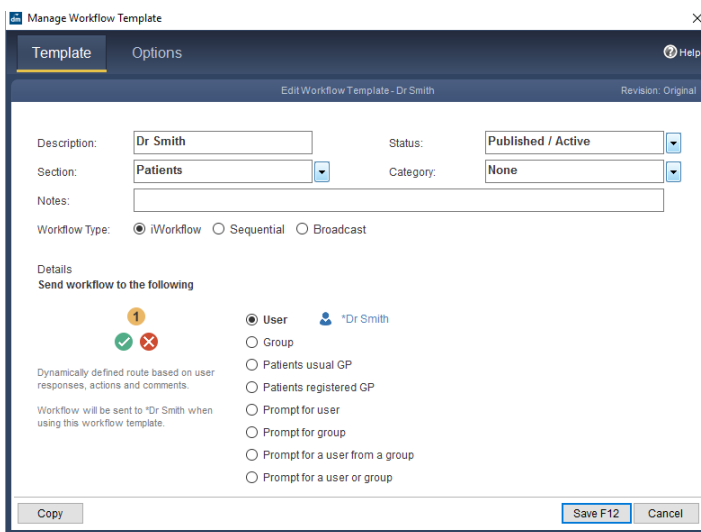 dm Manage Workflow Template
Template Options Help
Edit Workflow Template - Dr Smith Revision: Original
Description: Dr Smith Status: Published / Active
Section: Patients Category: None
Notes:
Workflow Type: iWorkflow Sequential Broadcast
Details
Send workflow to the following
1
User *Dr Smith
Group
Patients usual GP
Patients registered GP
Prompt for user
Prompt for group
Prompt for a user from a group
Prompt for a user or group
Dynamically defined route based on user
responses, actions and comments.
Workflow will be sent to *Dr Smith when
using this workflow template.
Copy Save F12 Cancel